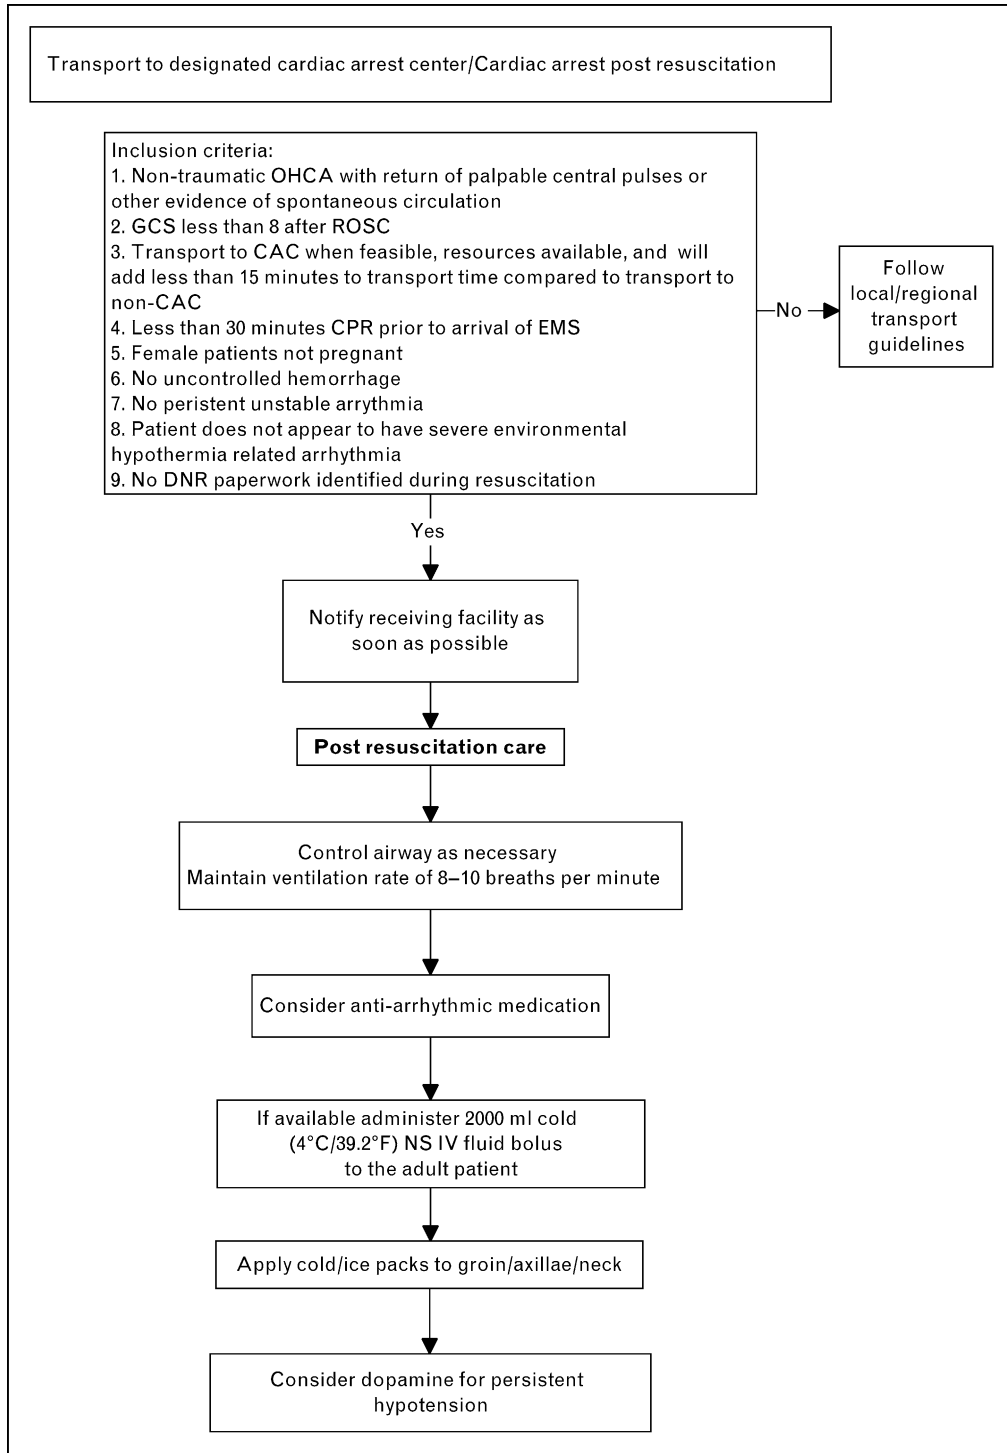 Transport to designated cardiac arrest center/Cardiac arrest post resuscitation
Inclusion criteria:
1. Non-traumatic OHCA with return of palpable central pulses or
other evidence of spontaneous circulation
2. GCS less than 8 after ROSC
3. Transport to CAC when feasible, resources available, and will
add less than 15 minutes to transport time compared to transport to
non-CAC
4. Less than 30 minutes CPR prior to arrival of EMS
5. Female patients not pregnant
6. No uncontrolled hemorrhage
7. No peristent unstable arrythmia
8. Patient does not appear to have severe environmental
hypothermia related arrhythmia
9. No DNR paperwork identified during resuscitation
No
Follow
local/regional
transport
guidelines
Yes
Notify receiving facility as
soon as possible
Post resuscitation care
Control airway as necessary
Maintain ventilation rate of 8–10 breaths per minute
Consider anti-arrhythmic medication
If available administer 2000 ml cold
(4°C/39.2°F) NS IV fluid bolus
to the adult patient
Apply cold/ice packs to groin/axillae/neck
Consider dopamine for persistent
hypotension